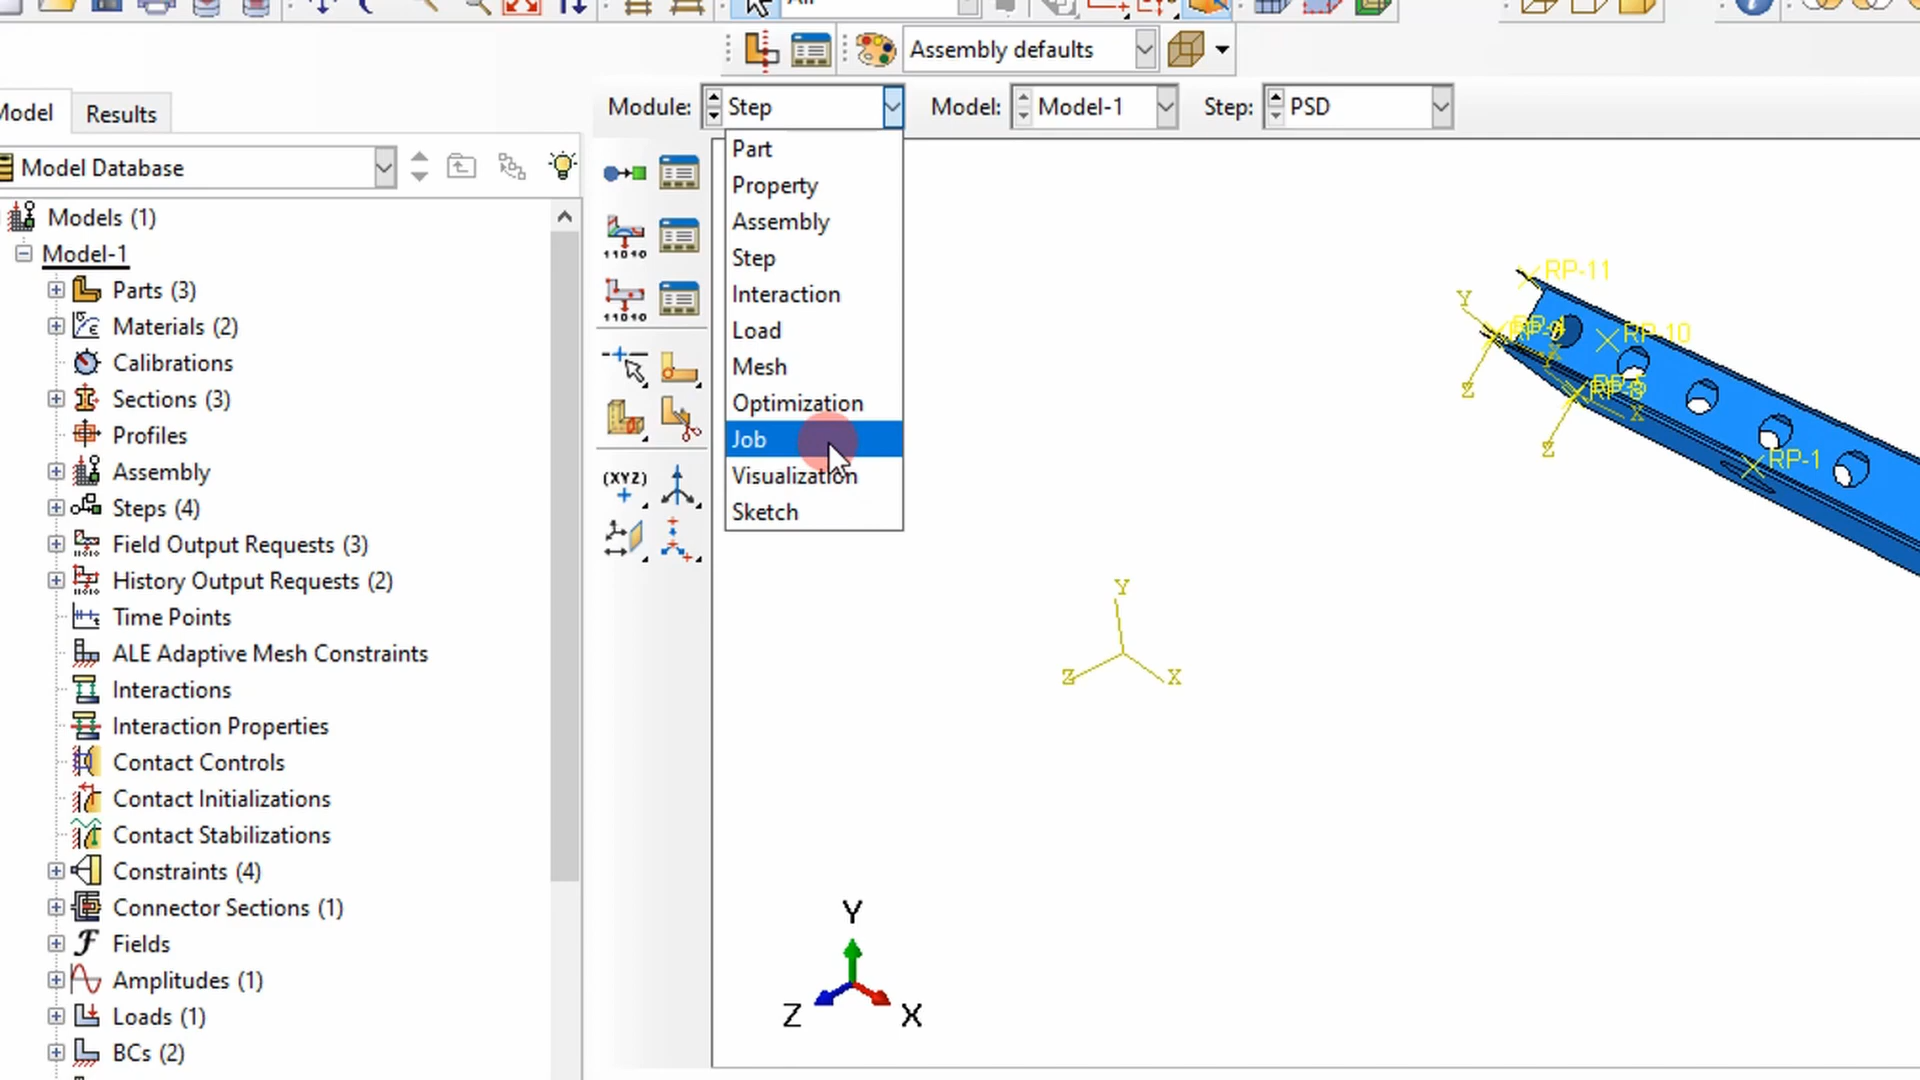 Assembly defaults
Module: Step Model: Model-1 Step: PSD
Model Results
Model Database
Models (1)
Model-1
Parts (3)
Materials (2)
Calibrations
Sections (3)
Profiles
Assembly
Steps (4)
Field Output Requests (3)
History Output Requests (2)
Time Points
ALE Adaptive Mesh Constraints
Interactions
Interaction Properties
Contact Controls
Contact Initializations
Contact Stabilizations
Constraints (4)
Connector Sections (1)
Fields
Amplitudes (1)
Loads (1)
BCs (2)
11010
11010
(XYZ)
Part
Property
Assembly
Step
Interaction
Load
Mesh
Optimization
Job
Visualization
Sketch
RP-11
Y
RP-10
Z
X
Z
RP-1
Y
Z
X
Y
Z
X